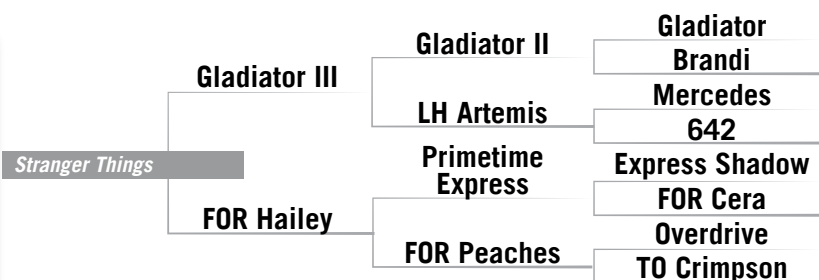 Gladiator
Gladiator II
Brandi
Gladiator III
Mercedes
LH Artemis
642
Stranger Things
Primetime
Express
Express Shadow
FOR Cera
FOR Hailey
Overdrive
FOR Peaches
TO Crimpson